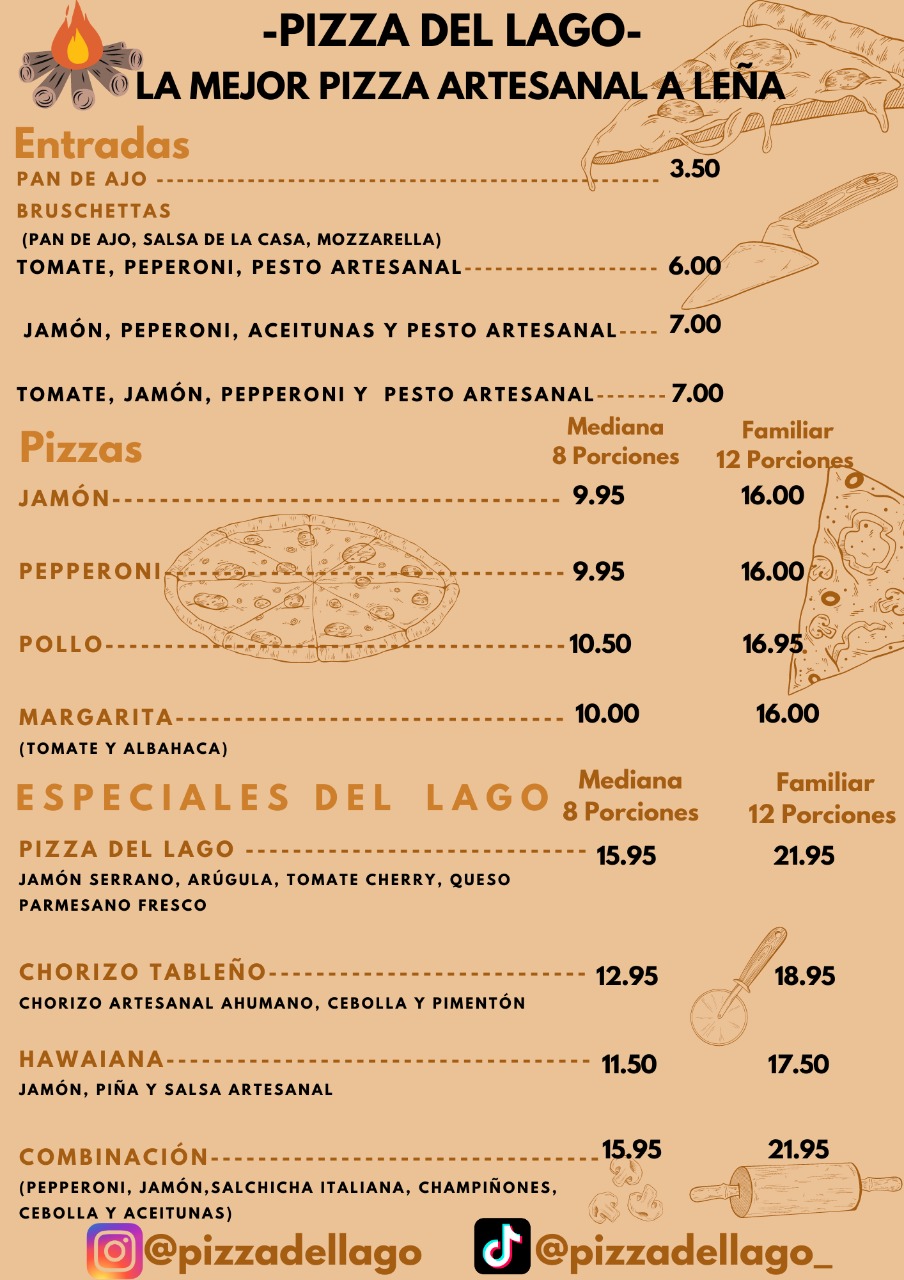 -PIZZA DEL LAGO-
LA MEJOR PIZZA ARTESANAL A LEÑA
Entradas
PAN DE AJO ---------------------------------------- 3.50
BRUSCHETTAS
(PAN DE AJO, SALSA DE LA CASA, MOZZARELLA)
TOMATE, PEPERONI, PESTO ARTESANAL--------------- 6.00
JAMÓN, PEPERONI, ACEITUNAS Y PESTO ARTESANAL---- 7.00
TOMATE, JAMÓN, PEPPERONI Y PESTO ARTESANAL------- 7.00
Pizzas Mediana Familiar
8 Porciones 12 Porciones
JAMÓN----------------------------------- 9.95 16.00
PEPPERONI------------------------------- 9.95 16.00
POLLO------------------------------------ 10.50 16.95
MARGARITA------------------------------ 10.00 16.00
(TOMATE Y ALBAHACA)
ESPECIALES DEL LAGO Mediana Familiar
8 Porciones 12 Porciones
PIZZA DEL LAGO --------------------------- 15.95 21.95
JAMÓN SERRANO, ARÚGULA, TOMATE CHERRY, QUESO
PARMESANO FRESCO
CHORIZO TABLEÑO------------------------- 12.95 18.95
CHORIZO ARTESANAL AHUMANO, CEBOLLA Y PIMENTÓN
HAWAIANA--------------------------------- 11.50 17.50
JAMÓN, PIÑA Y SALSA ARTESANAL
COMBINACIÓN------------------------------ 15.95 21.95
(PEPPERONI, JAMÓN,SALCHICHA ITALIANA, CHAMPIÑONES,
CEBOLLA Y ACEITUNAS)
@pizzadellago @pizzadellago_